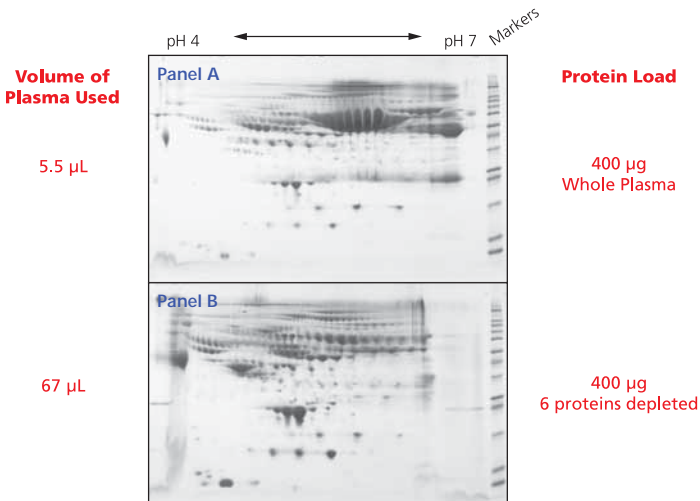 pH 4
pH 7
Markers
Volume of
Plasma Used
Panel A
Protein Load
5.5 µL
400 µg
Whole Plasma
Panel B
67 µL
400 µg
6 proteins depleted